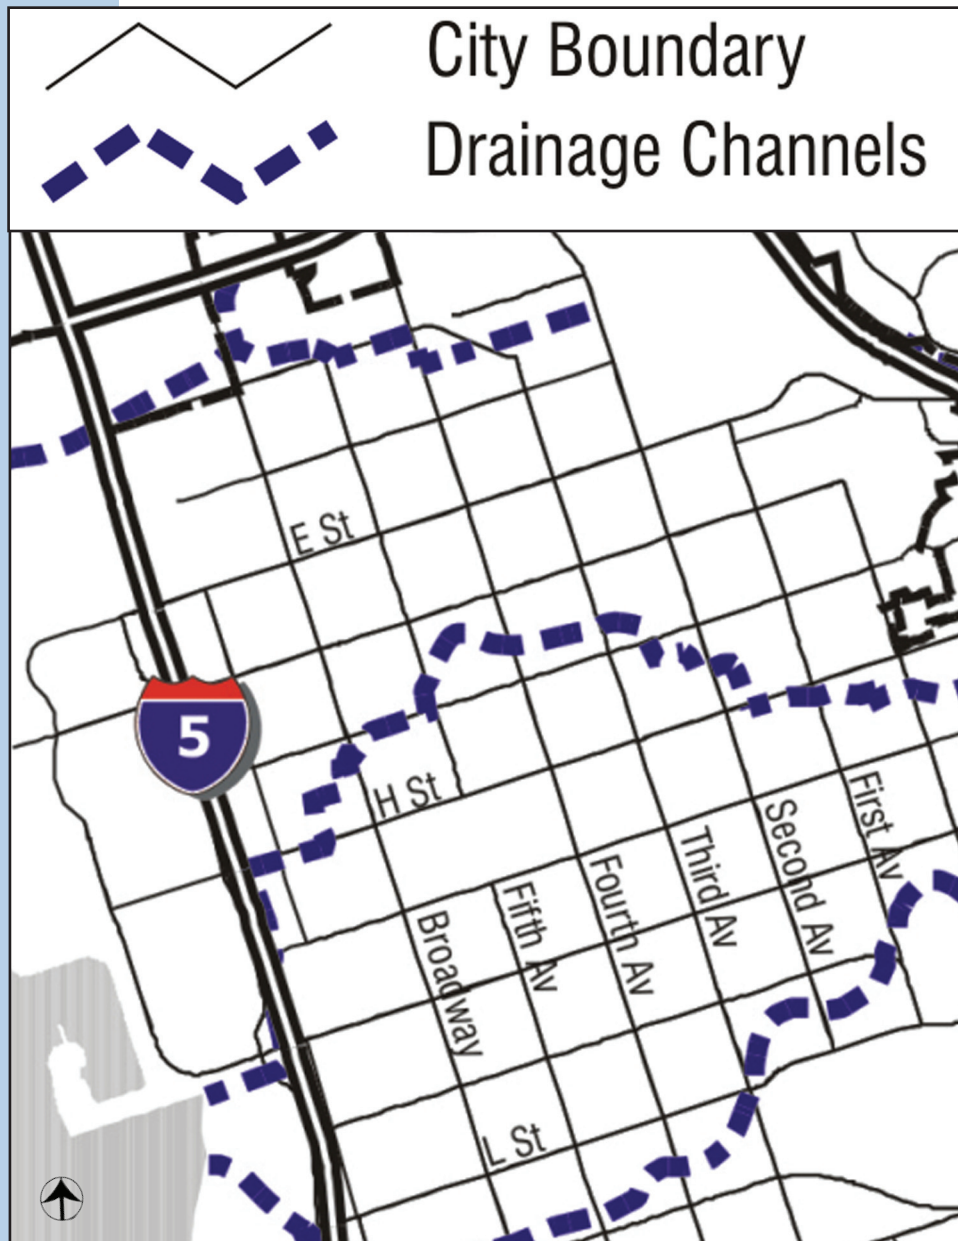 City Boundary
Drainage Channels
E St
5
H St
First Av
Second Av
Third Av
Fourth Av
Fifth Av
Broadway
L St